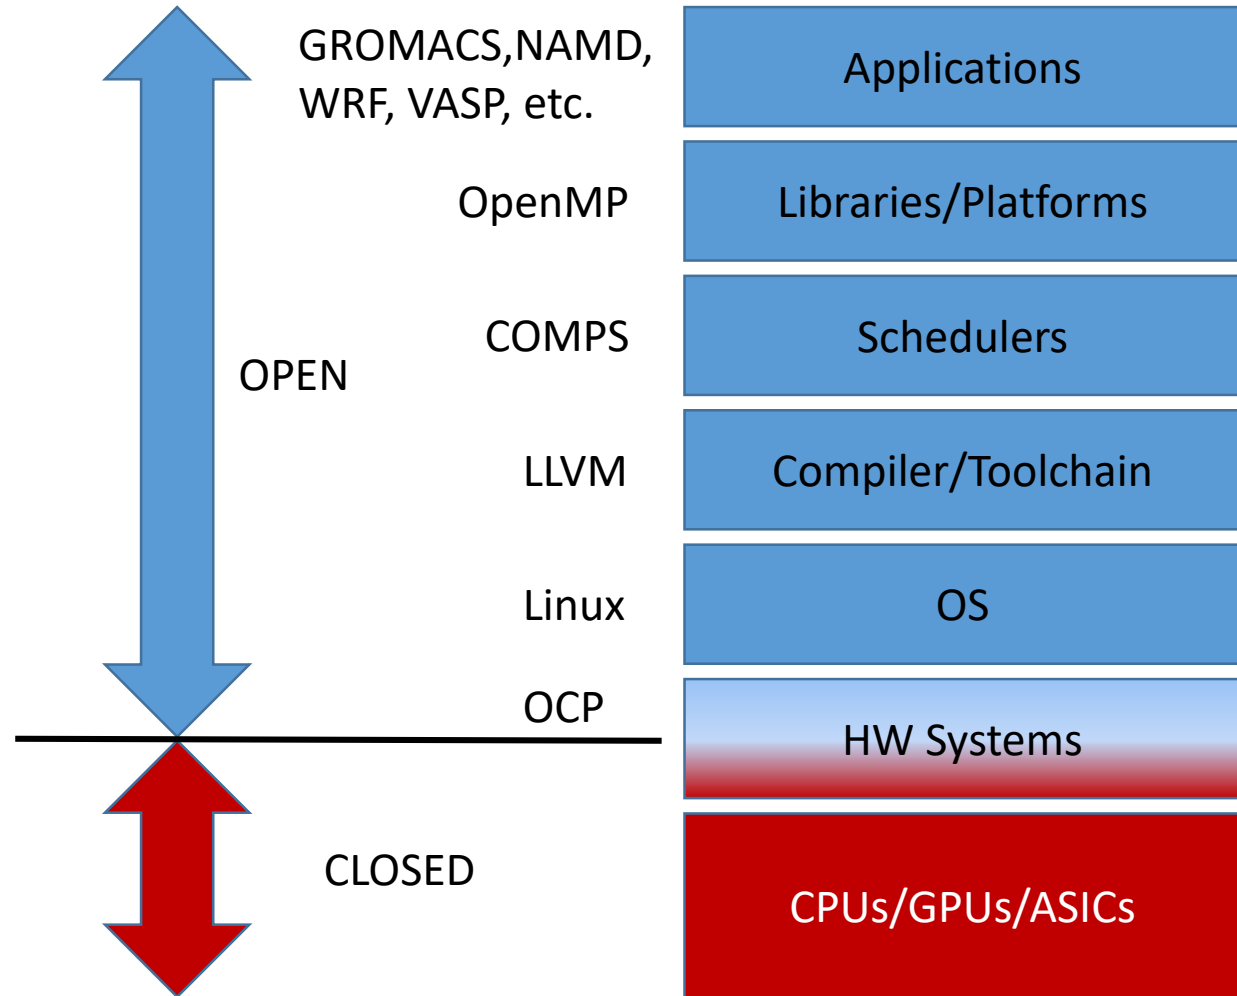 GROMACS,NAMD,
WRF, VASP, etc.
Applications
OpenMP
Libraries/Platforms
COMPS
Schedulers
OPEN
LLVM
Compiler/Toolchain
Linux
OS
OCP
HW Systems
CLOSED
CPUs/GPUs/ASICs